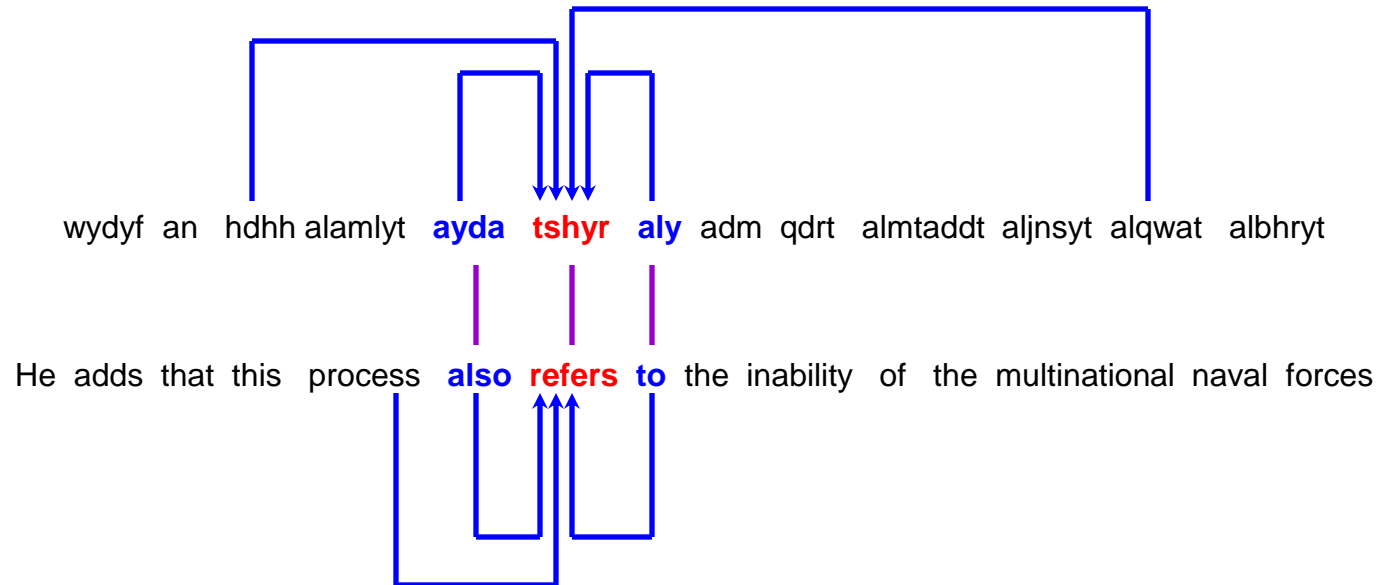 wydyf an hdhh alamlyt ayda tshyr aly adm qdrt almtaddt aljnsyt alqwat albhryt
He adds that this process also refers to the inability of the multinational naval forces